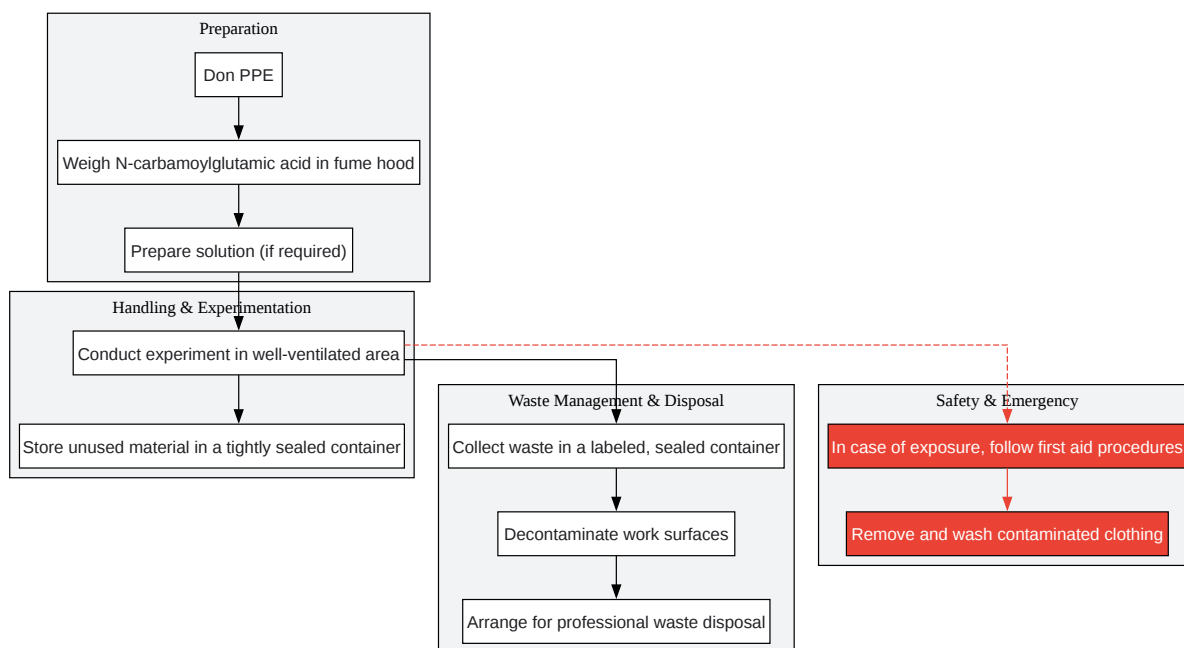 Preparation
Don PPE
Weigh N-carbamoylglutamic acid in fume hood
Prepare solution (if required)
Handling & Experimentation
Conduct experiment in well-ventilated area
Store unused material in a tightly sealed container
Waste Management & Disposal
Collect waste in a labeled, sealed container
Decontaminate work surfaces
Arrange for professional waste disposal
Safety & Emergency
In case of exposure, follow first aid procedures
Remove and wash contaminated clothing